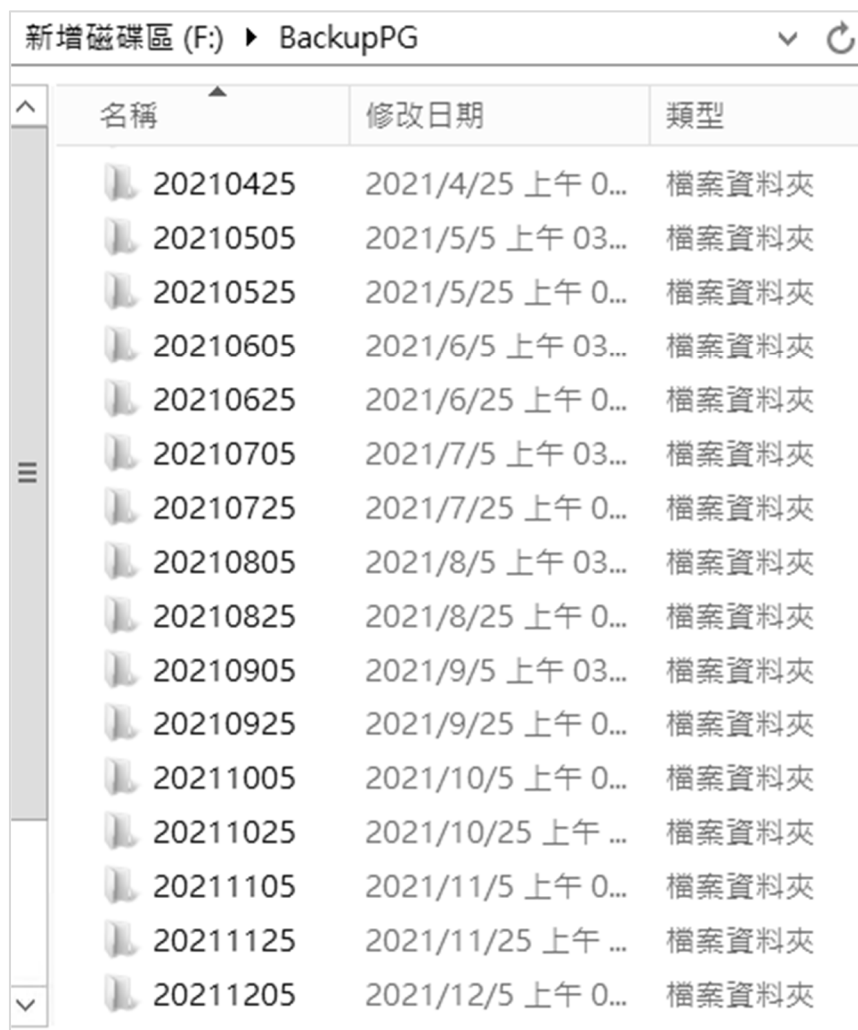 新增磁碟區 (F:) ▶ BackupPG
名稱 修改日期 類型
20210425 2021/4/25 上午 0... 檔案資料夾
20210505 2021/5/5 上午 03... 檔案資料夾
20210525 2021/5/25 上午 0... 檔案資料夾
20210605 2021/6/5 上午 03... 檔案資料夾
20210625 2021/6/25 上午 0... 檔案資料夾
20210705 2021/7/5 上午 03... 檔案資料夾
20210725 2021/7/25 上午 0... 檔案資料夾
20210805 2021/8/5 上午 03... 檔案資料夾
20210825 2021/8/25 上午 0... 檔案資料夾
20210905 2021/9/5 上午 03... 檔案資料夾
20210925 2021/9/25 上午 0... 檔案資料夾
20211005 2021/10/5 上午 0... 檔案資料夾
20211025 2021/10/25 上午 ... 檔案資料夾
20211105 2021/11/5 上午 0... 檔案資料夾
20211125 2021/11/25 上午 ... 檔案資料夾
20211205 2021/12/5 上午 0... 檔案資料夾